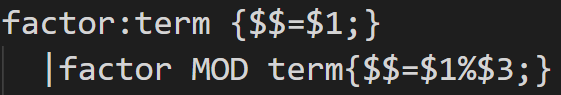 factor:term {$$=$1;}
|factor MOD term{$$=$1%$3;}